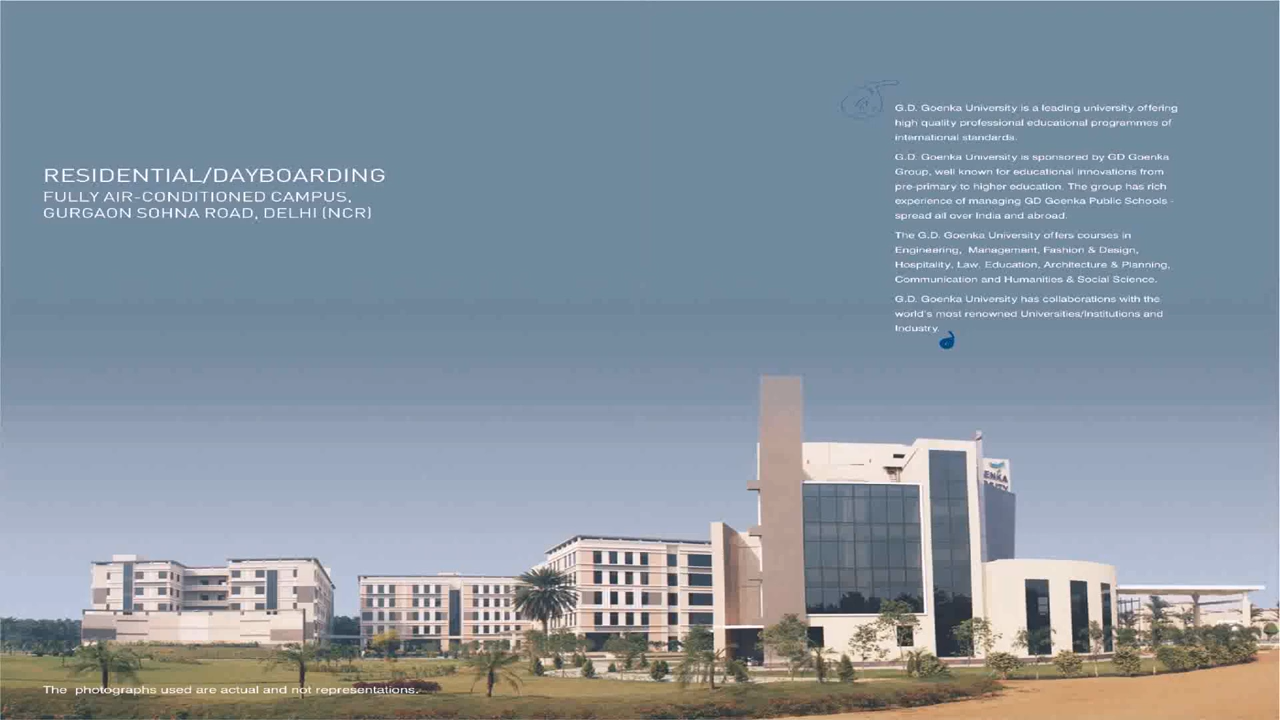 RESIDENTIAL/DAYBOARDING
FULLY AIR-CONDITIONED CAMPUS,
GURGAON SOHNA ROAD, DELHI (NCR)
G.D. Goenka University is a leading university offering
high quality professional educational programmes of
international standards.
G.D. Goenka University is sponsored by GD Goenka
Group, well known for educational innovations from
pre-primary to higher education. The group has rich
experience of managing GD Goenka Public Schools -
spread all over India and abroad.
The G.D. Goenka University offers courses in
Engineering, Management, Fashion & Design,
Hospitality, Law, Education, Architecture & Planning,
Communication and Humanities & Social Science.
G.D. Goenka University has collaborations with the
world's most renowned Universities/Institutions and
Industry.
ENKA
The photographs used are actual and not representations.